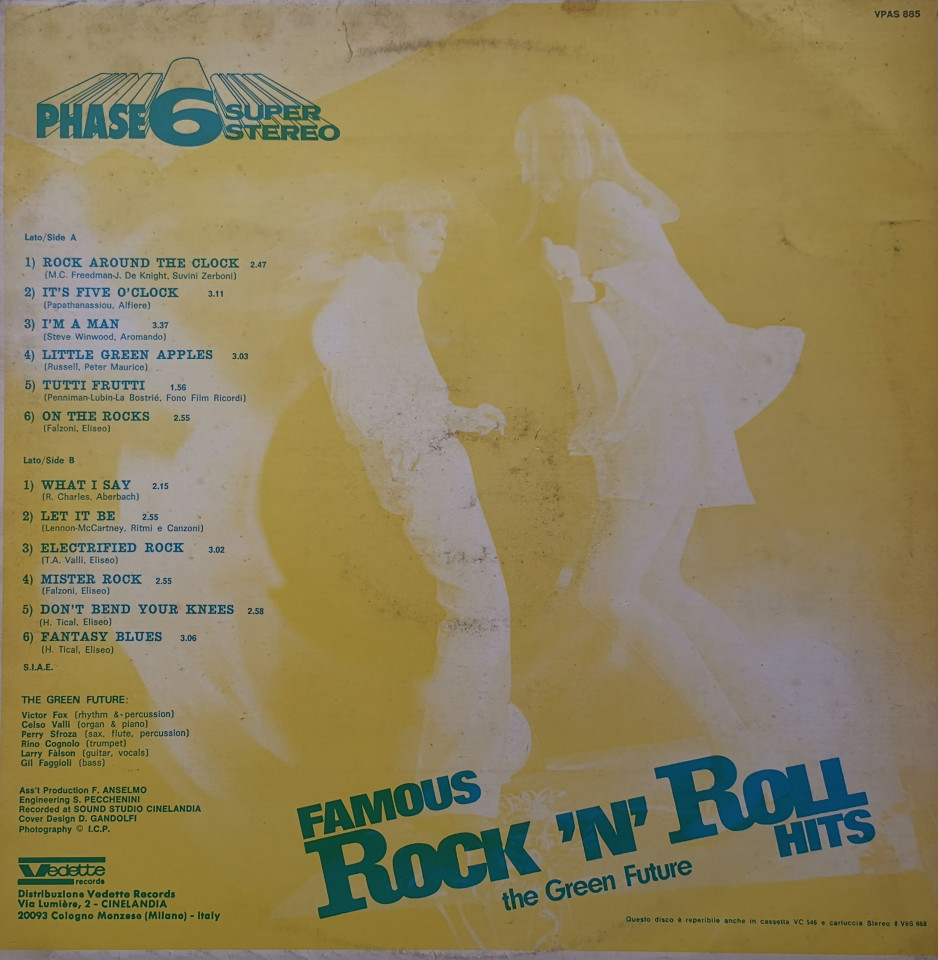 VPAS 885
PHASE 6 SUPER STEREO
Lato/Side A
1) ROCK AROUND THE CLOCK 2.47
(M.C. Freedman-J. De Knight, Suvini Zerboni)
2) IT'S FIVE O'CLOCK 3.11
(Papathanassiou, Alfiere)
3) I'M A MAN 3.37
(Steve Winwood, Aromando)
4) LITTLE GREEN APPLES 3.03
(Russell, Peter Maurice)
5) TUTTI FRUTTI 1.56
(Penniman-Lubin-La Bostrié, Fono Film Ricordi)
6) ON THE ROCKS 2.55
(Falzoni, Eliseo)
Lato/Side B
1) WHAT I SAY 2.15
(R. Charles, Aberbach)
2) LET IT BE 2.55
(Lennon-McCartney, Ritmi e Canzoni)
3) ELECTRIFIED ROCK 3.02
(T.A. Valli, Eliseo)
4) MISTER ROCK 2.55
(Falzoni, Eliseo)
5) DON'T BEND YOUR KNEES 2.58
(H. Tical, Eliseo)
6) FANTASY BLUES 3.06
(H. Tical, Eliseo)
S.I.A.E.
THE GREEN FUTURE:
Victor Fox (rhythm & percussion)
Celso Valli (organ & piano)
Perry Sfroza (sax, flute, percussion)
Rino Cognolo (trumpet)
Larry Fàlson (guitar, vocals)
Gil Faggioli (bass)
Ass't Production F. ANSELMO
Engineering S. PECCHENINI
Recorded at SOUND STUDIO CINELANDIA
Cover Design D. GANDOLFI
Photography © I.C.P.
Vedette
records
Distribuzione Vedette Records
Via Lumière, 2 - CINELANDIA
20093 Cologno Monzese (Milano) - Italy
FAMOUS
ROCK 'N' ROLL
HITS
the Green Future
Questo disco è reperibile anche in cassetta VC 546 e cartuccia Stereo 8 V8S 668